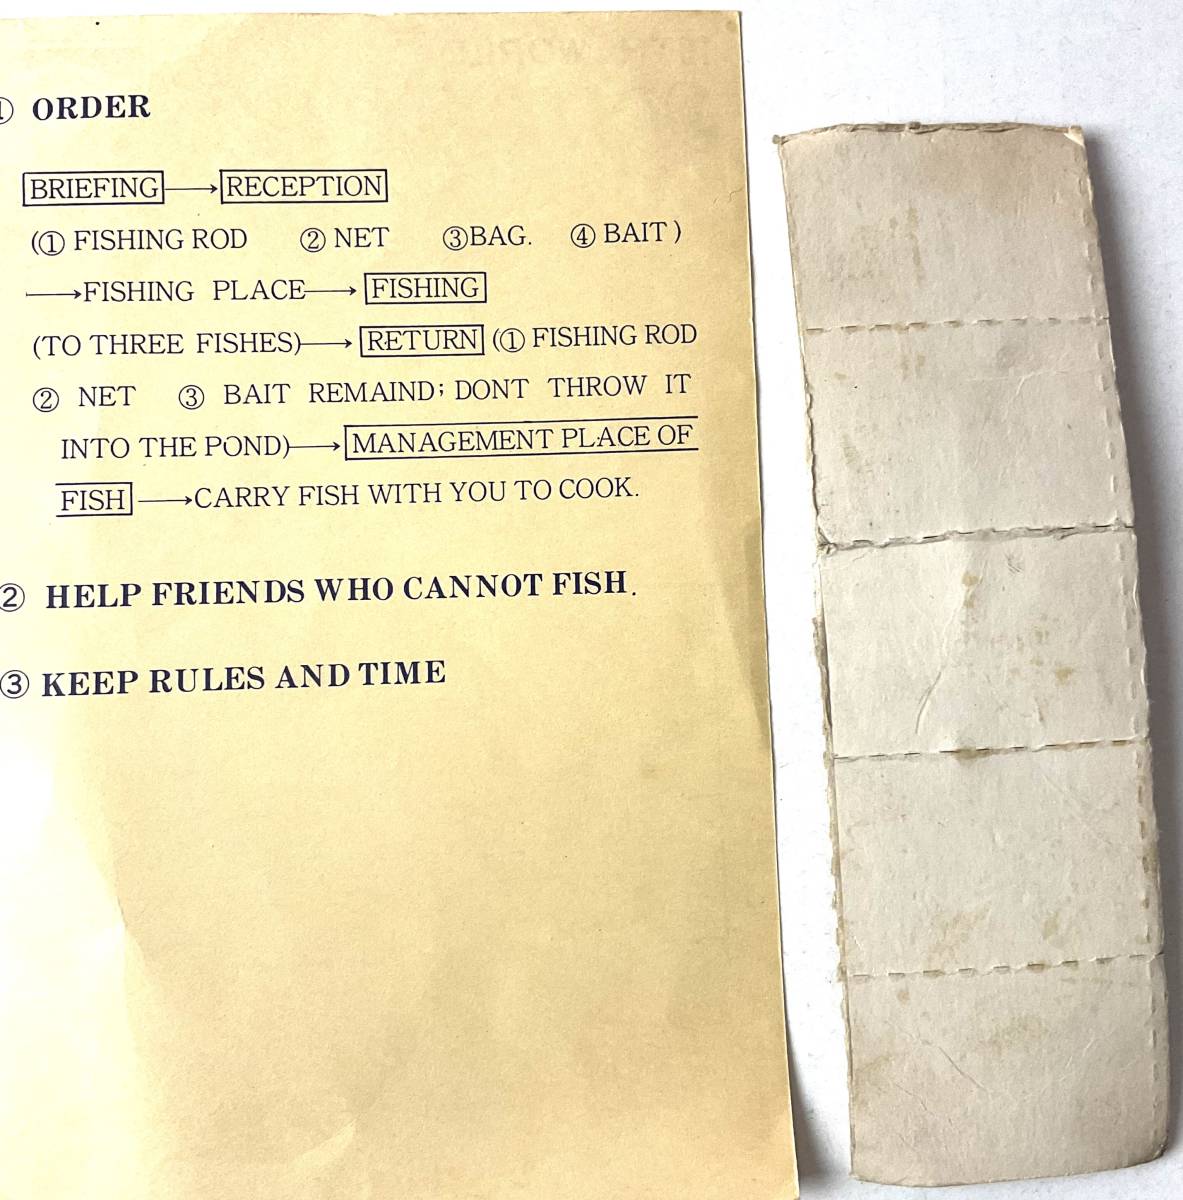 ① ORDER
BRIEFING→RECEPTION
(① FISHING ROD ② NET ③BAG. ④ BAIT)
→FISHING PLACE→ FISHING
(TO THREE FISHES)→ RETURN (① FISHING ROD
② NET ③ BAIT REMAIND; DONT THROW IT
INTO THE POND)→MANAGEMENT PLACE OF
FISH→CARRY FISH WITH YOU TO COOK.
② HELP FRIENDS WHO CANNOT FISH.
③ KEEP RULES AND TIME